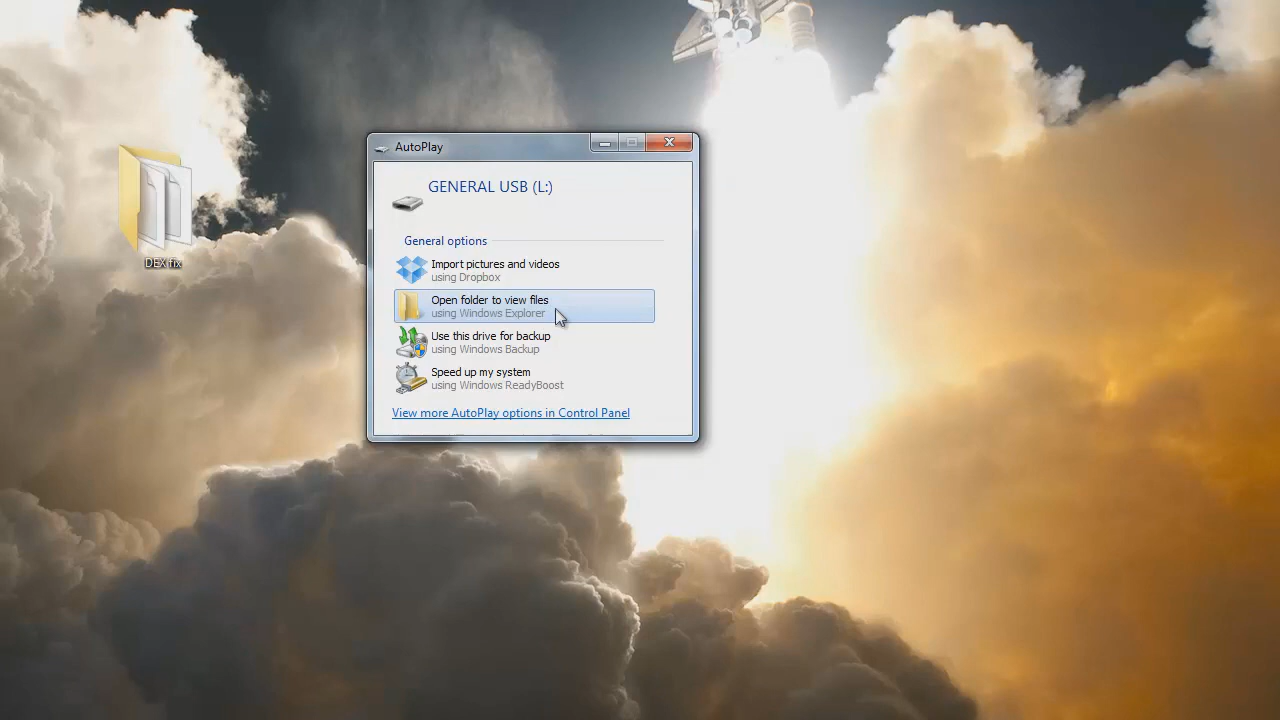 AutoPlay
GENERAL USB (L:)
General options
Import pictures and videos
using Dropbox
Open folder to view files
using Windows Explorer
Use this drive for backup
using Windows Backup
Speed up my system
using Windows ReadyBoost
View more AutoPlay options in Control Panel
DEX fix